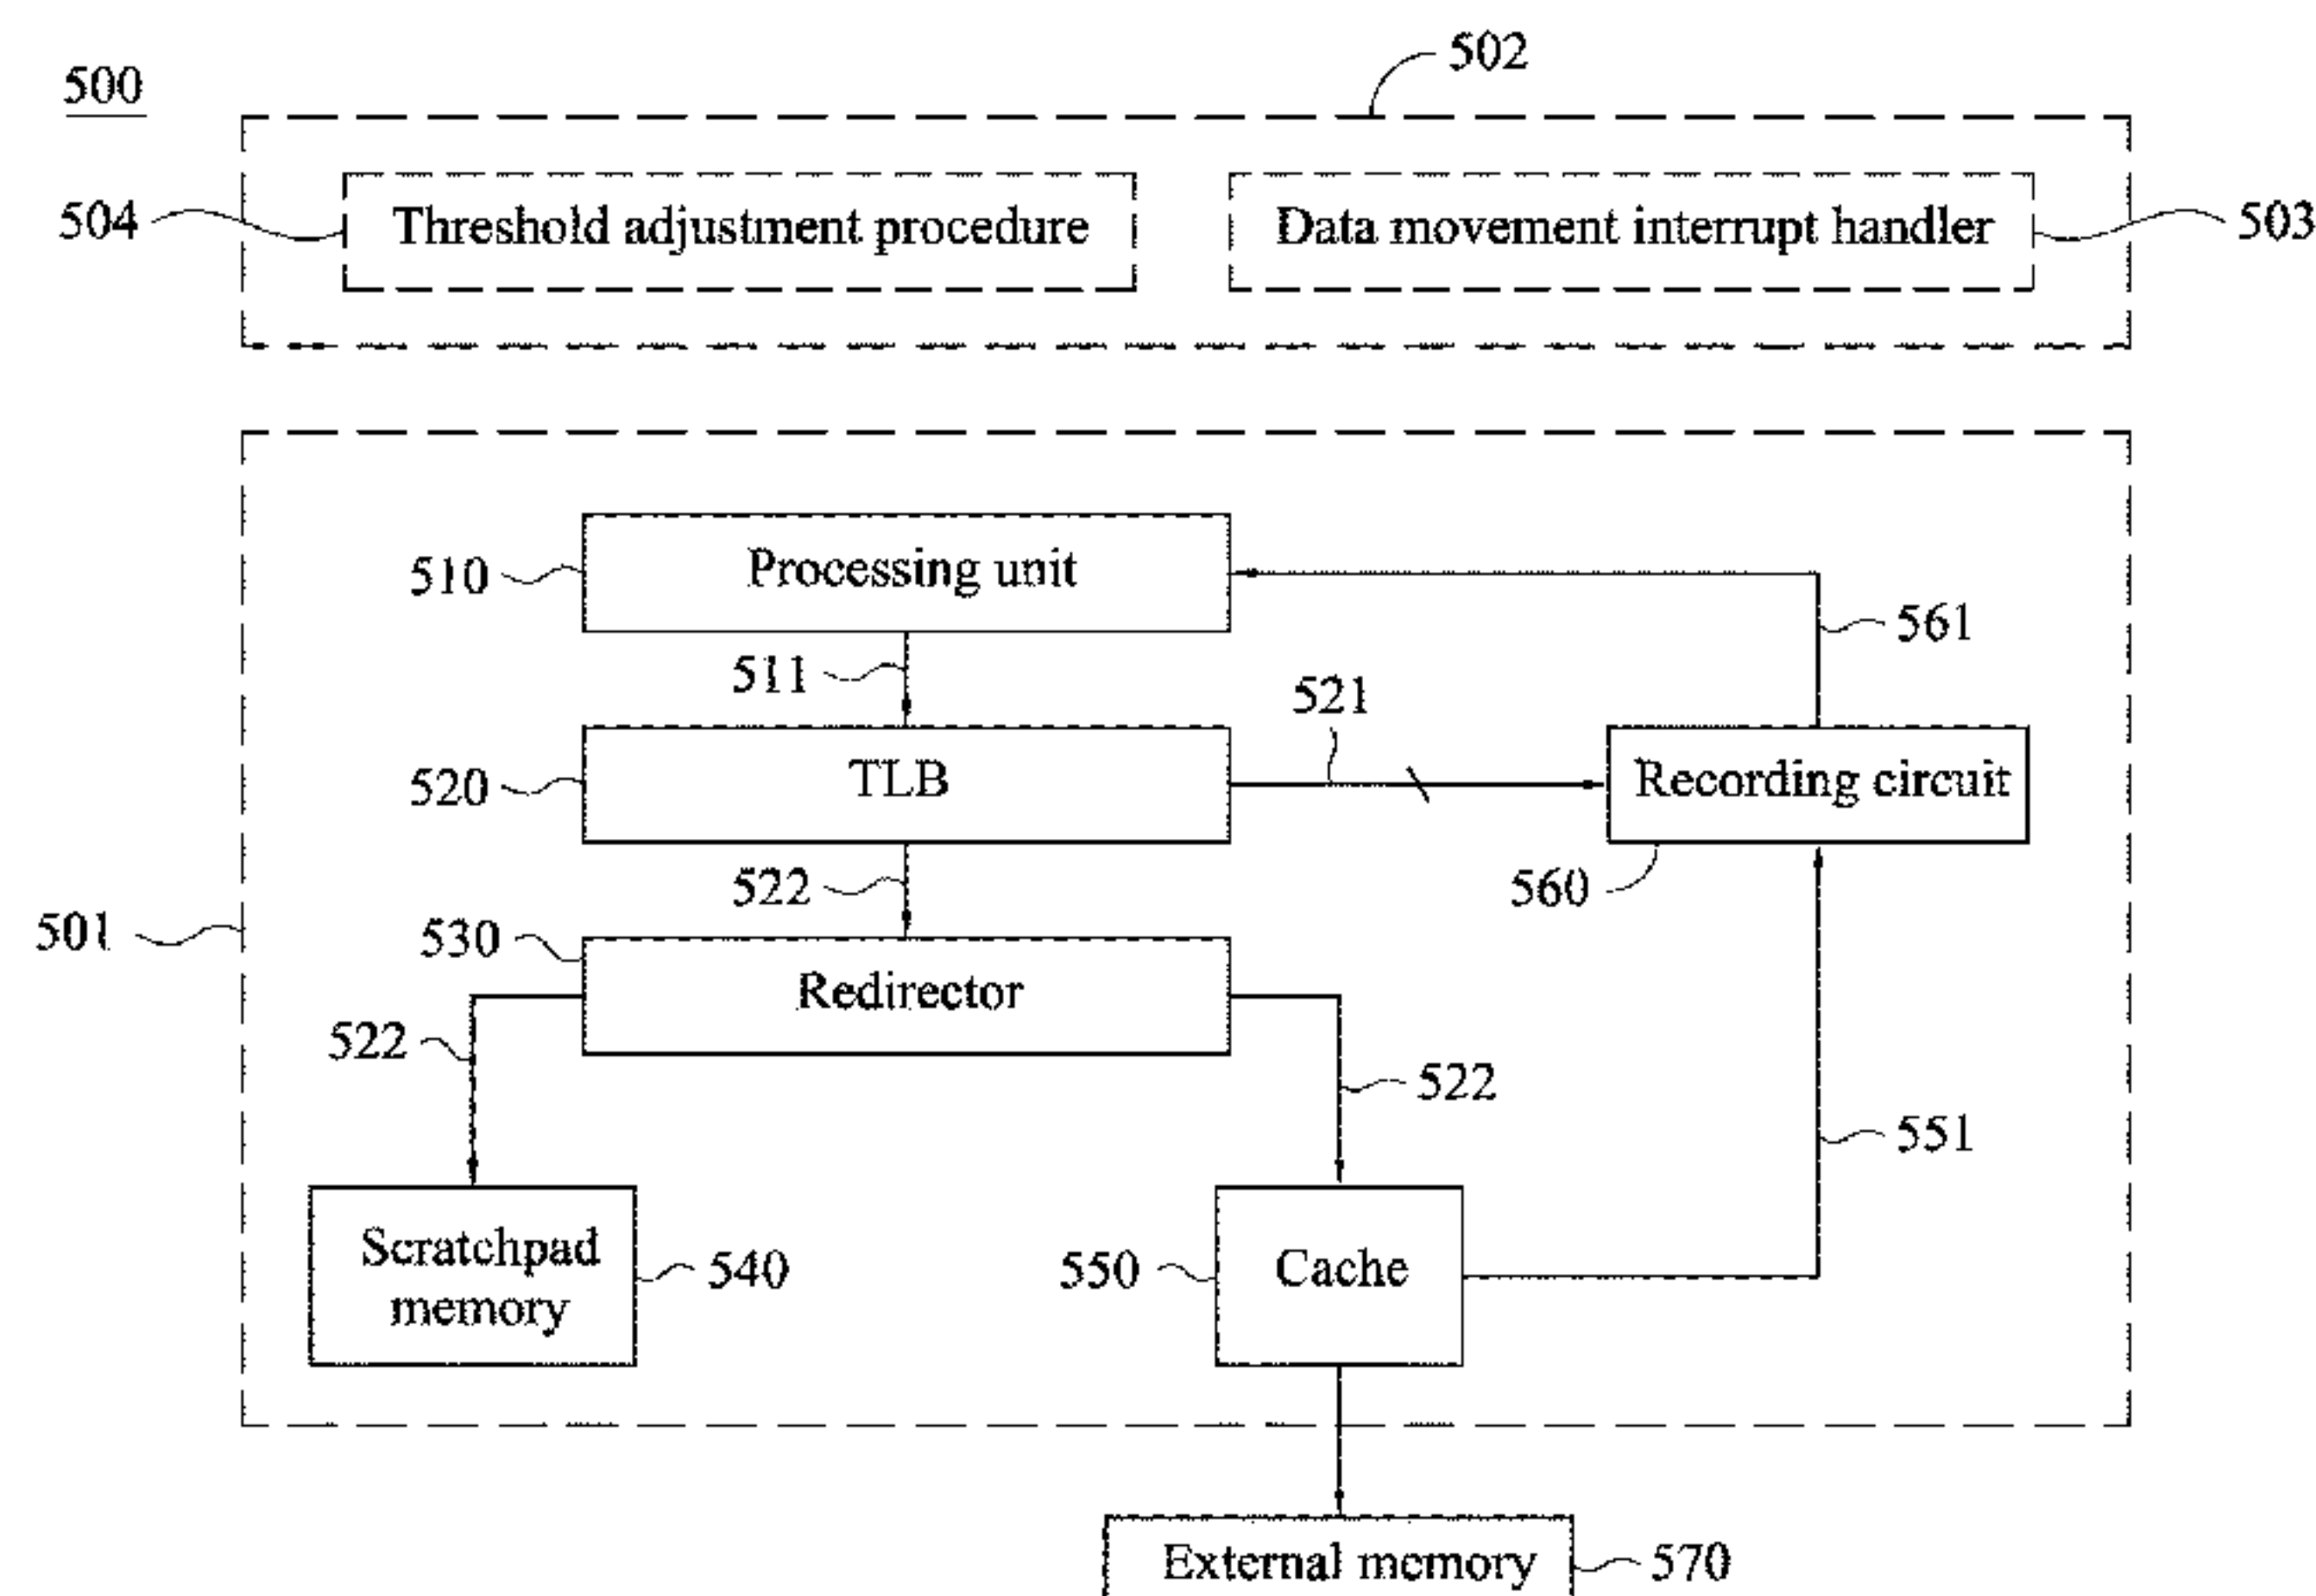 502
500
504
Threshold adjustment procedure
Data movement interrupt handler
503
510
Processing unit
561
511
521
520
TLB
Recording circuit
522
560
501
530
Redirector
522
522
551
Scratchpad
memory
540
550
Cache
External memory
570